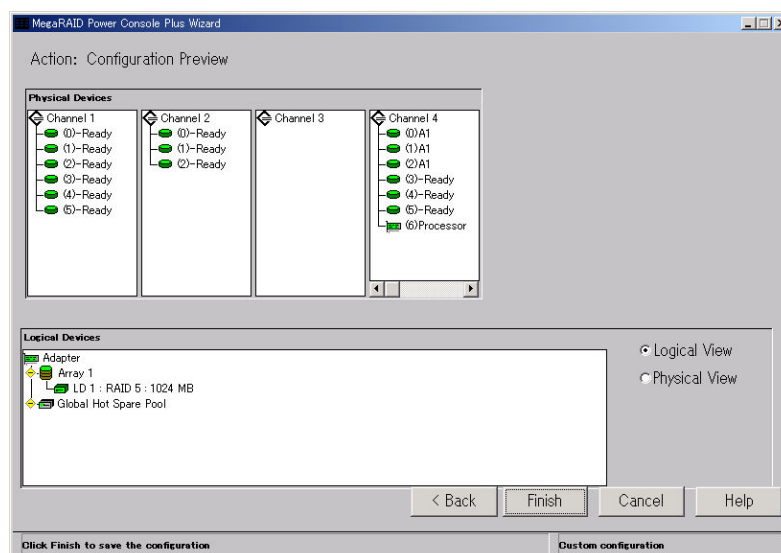 MegaRAID Power Console Plus Wizard
Action: Configuration Preview
Physical Devices
Channel 1
(0)-Ready
(1)-Ready
(2)-Ready
(3)-Ready
(4)-Ready
(5)-Ready
Channel 2
(0)-Ready
(1)-Ready
(2)-Ready
Channel 3
Channel 4
(0)A1
(1)A1
(2)A1
(3)-Ready
(4)-Ready
(5)-Ready
(6)Processor
Logical Devices
Adapter
Array 1
LD 1 : RAID 5 : 1024 MB
Global Hot Spare Pool
Logical View
Physical View
< Back
Finish
Cancel
Help
Click Finish to save the configuration
Custom configuration